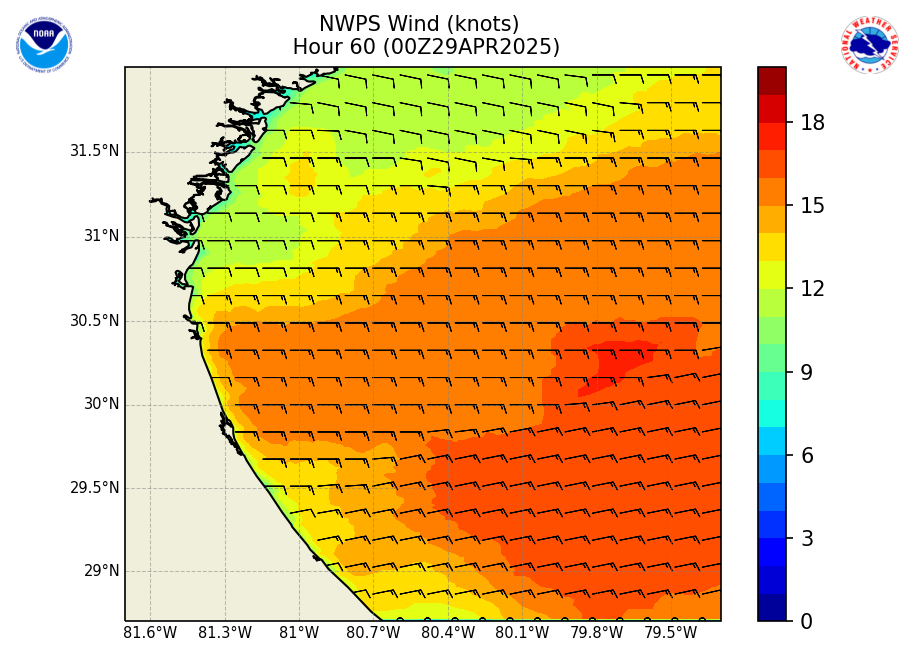 NWPS Wind (knots)
Hour 60 (00Z29APR2025)
NOAA
NATIONAL WEATHER SERVICE
31.5°N
31°N
30.5°N
30°N
29.5°N
29°N
81.6°W 81.3°W 81°W 80.7°W 80.4°W 80.1°W 79.8°W 79.5°W
18
15
12
9
6
3
0